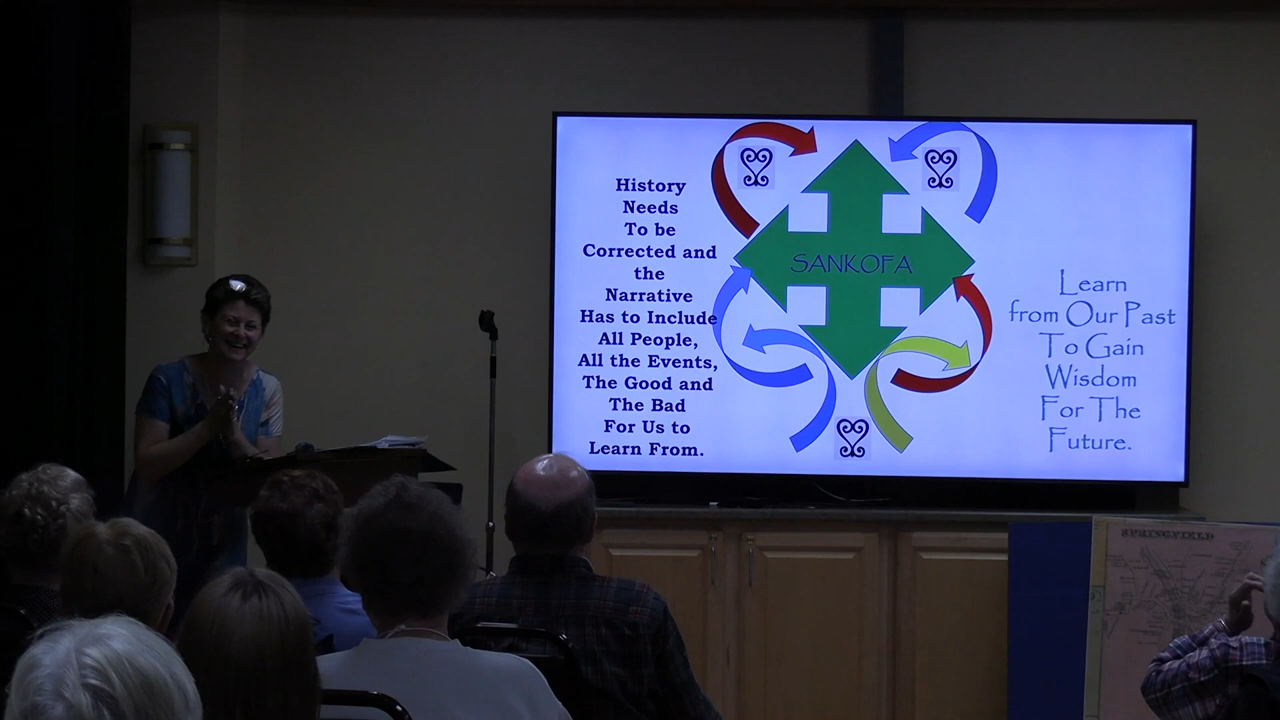 History
Needs
To be
Corrected and
the
Narrative
Has to Include
All People,
All the Events,
The Good and
The Bad
For Us to
Learn From.
SANKOFA
Learn
from Our Past
To Gain
Wisdom
For The
Future.
SPRINGFIELD